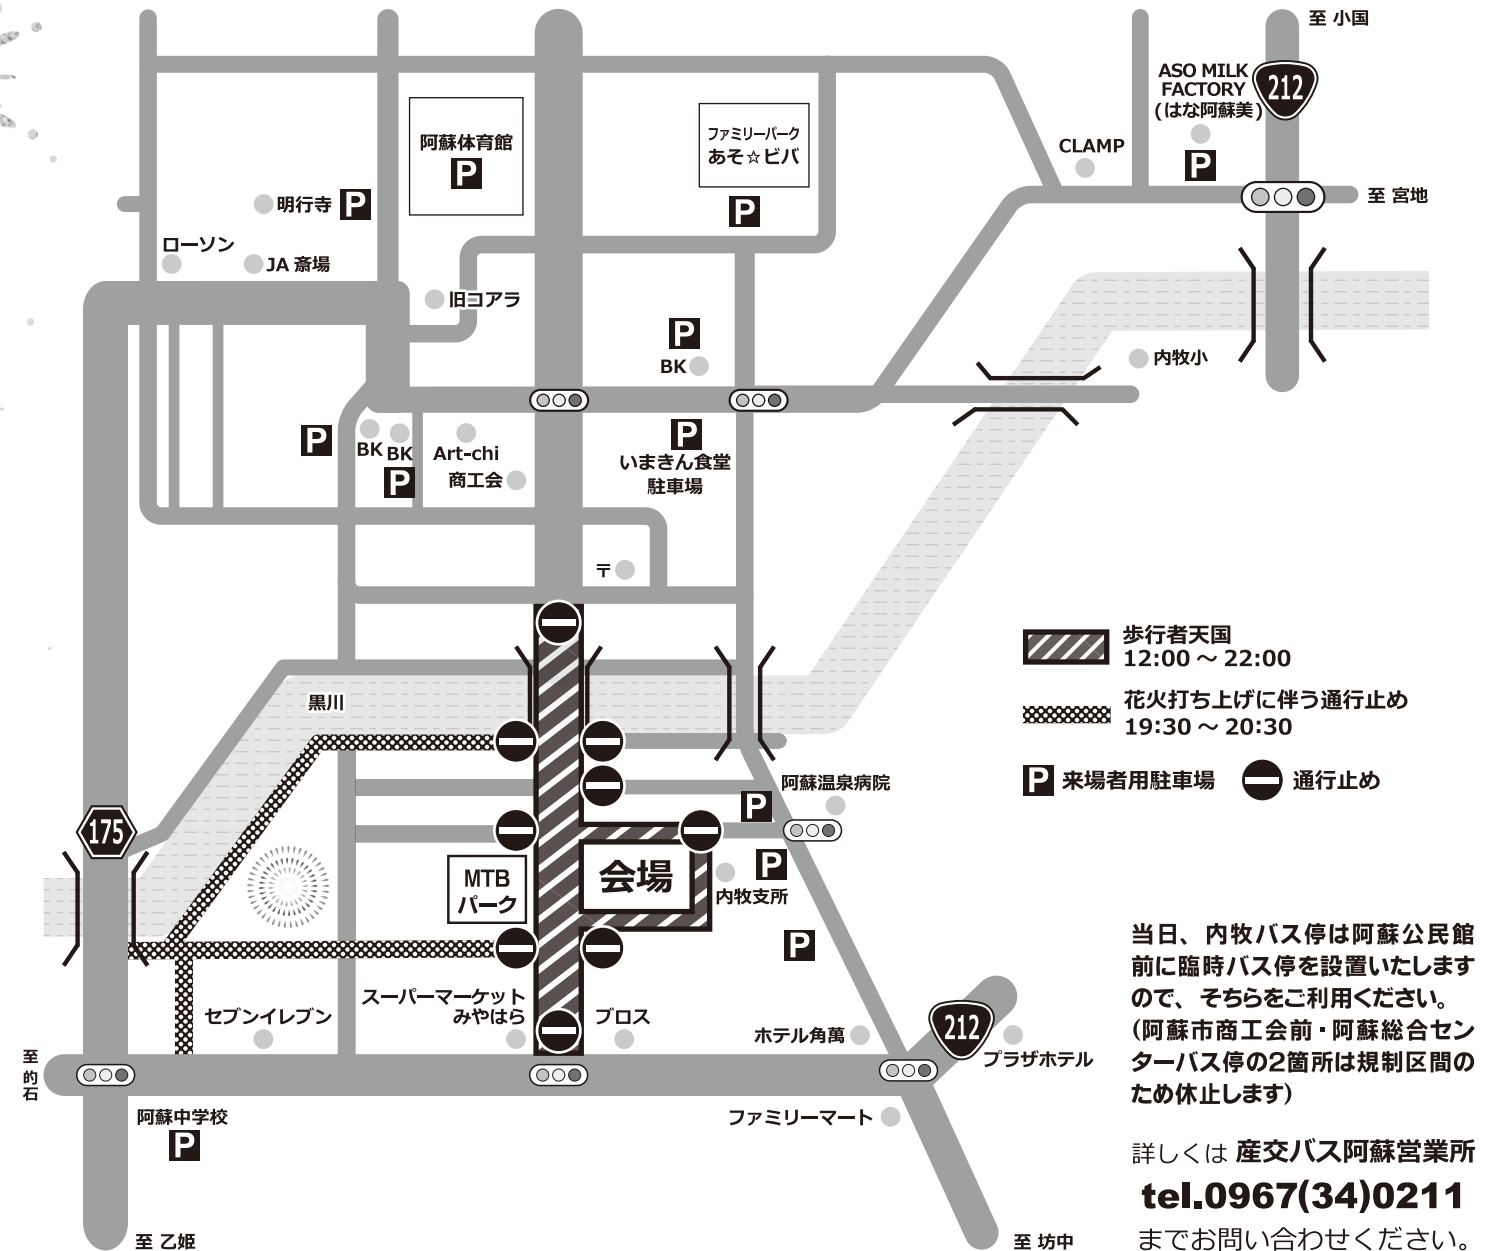 至 小国
ASO MILK
FACTORY
(はな阿蘇美)
212
CLAMP
至 宮地
阿蘇体育館
P
ファミリーパーク
あそ☆ビバ
P
P
明行寺 P
ローソン
JA 斎場
旧コアラ
P
BK
内牧小
P
BK
BK
P
Art-chi
商工会
P
いまきん食堂
駐車場
〒
歩行者天国
12:00 ~ 22:00
花火打ち上げに伴う通行止め
19:30 ~ 20:30
P 来場者用駐車場
通行止め
黒川
阿蘇温泉病院
P
175
MTB
パーク
会場
P
内牧支所
P
セブンイレブン
スーパーマーケット
みやはら
ブロス
ホテル角萬
212
プラザホテル
至
的
石
阿蘇中学校
P
ファミリーマート
至 乙姫
至 坊中
当日、内牧バス停は阿蘇公民館
前に臨時バス停を設置いたします
ので、そちらをご利用ください。
(阿蘇市商工会前・阿蘇総合セン
ターバス停の2箇所は規制区間の
ため休止します)
詳しくは 産交バス阿蘇営業所
tel.0967(34)0211
までお問い合わせください。